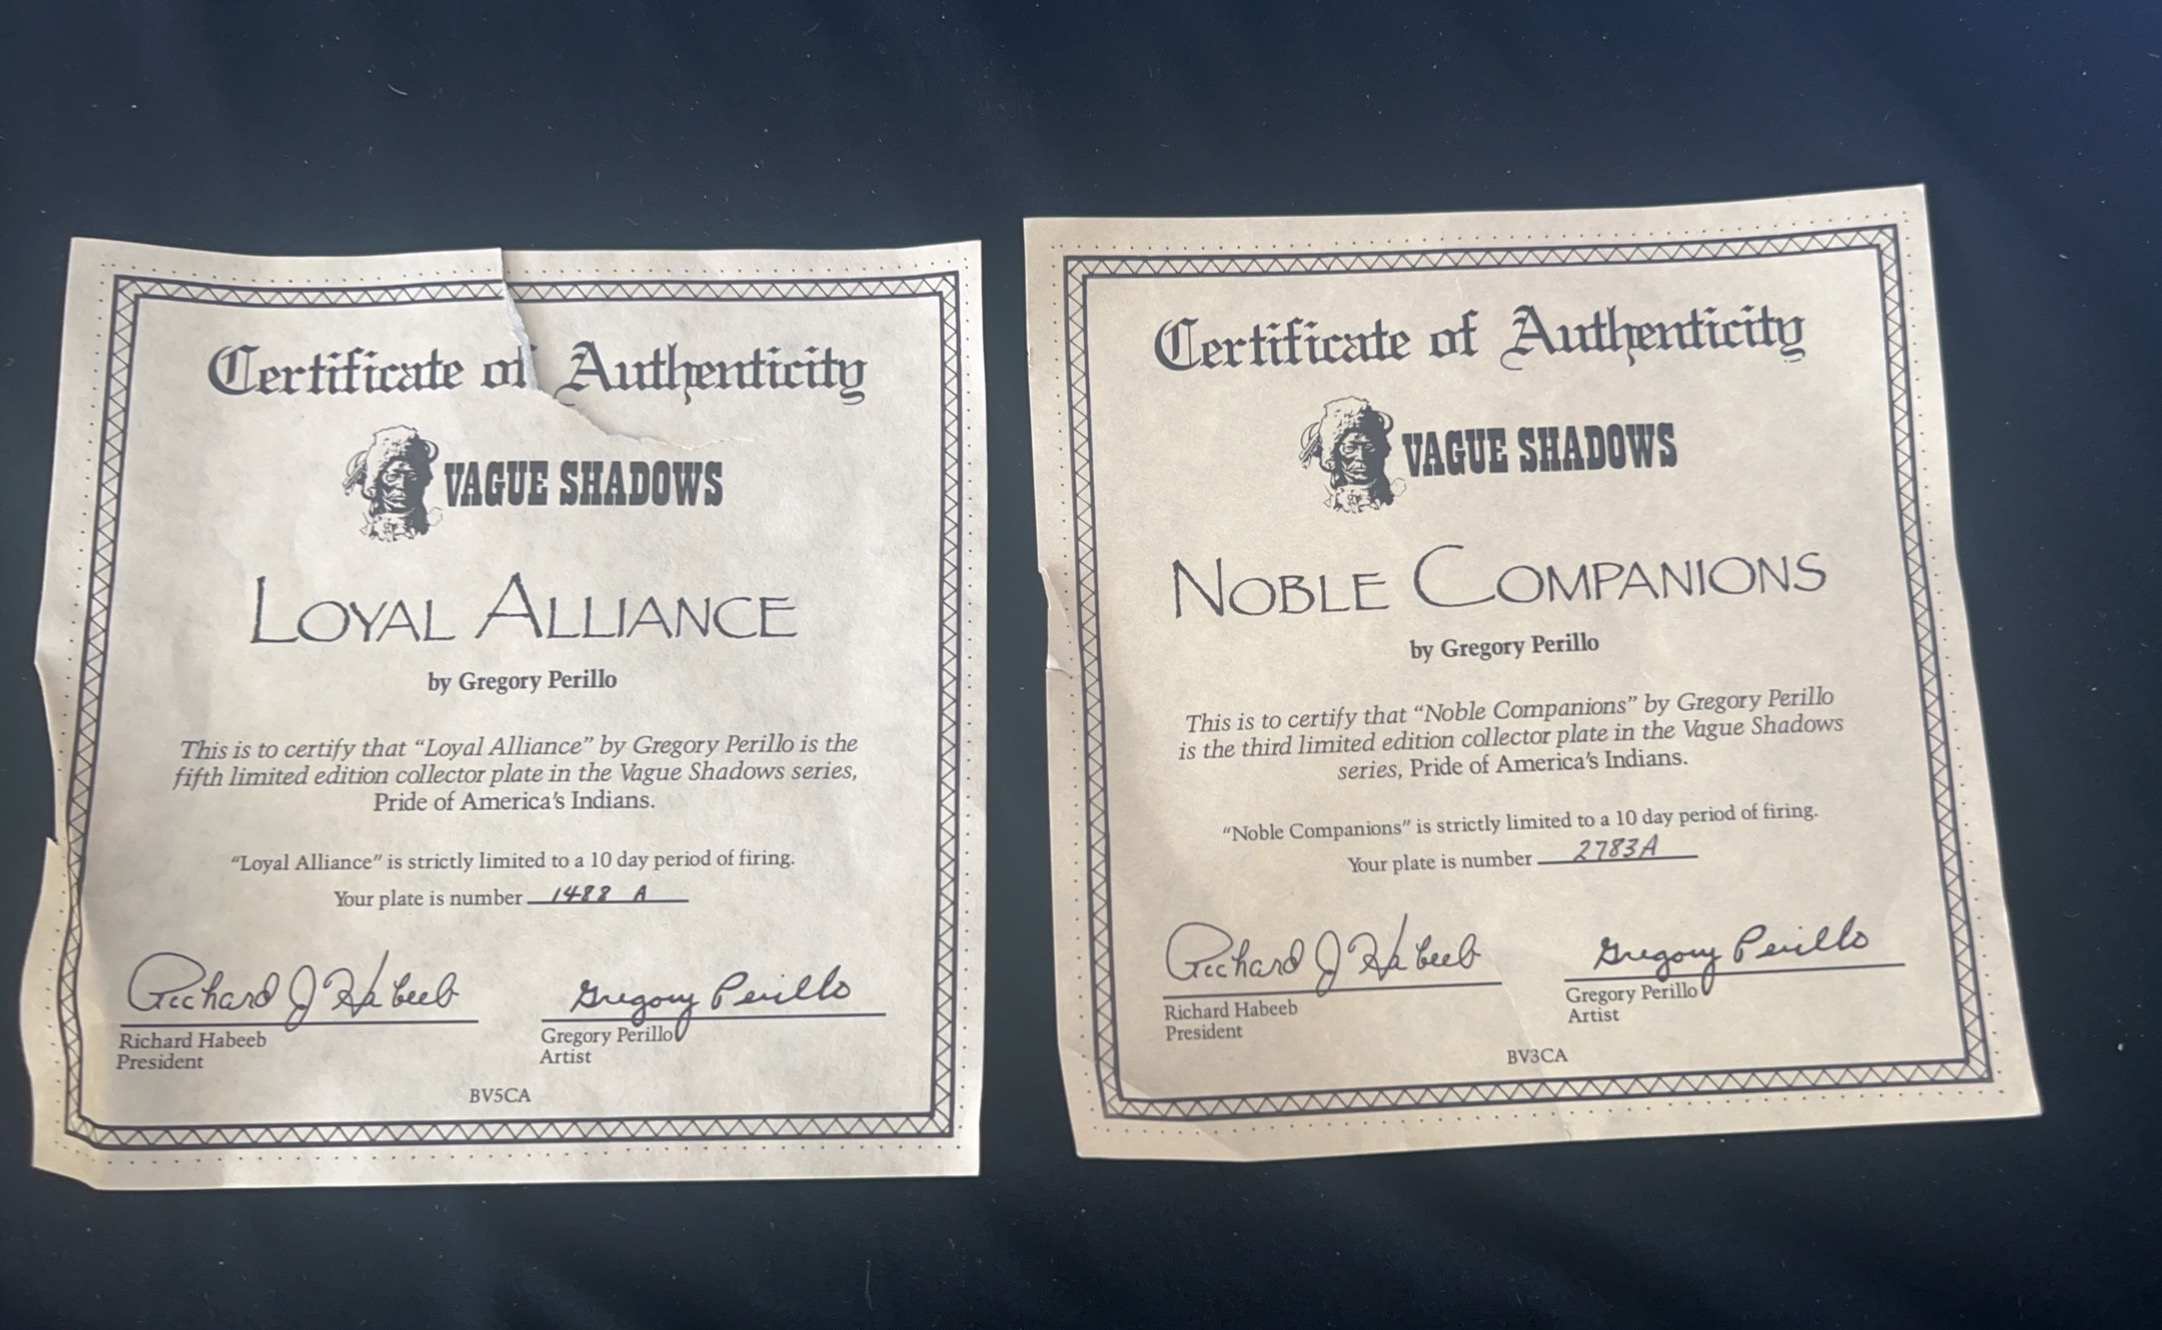 Certificate of Authenticity
VAGUE SHADOWS
LOYAL ALLIANCE
by Gregory Perillo
This is to certify that “Loyal Alliance” by Gregory Perillo is the
fifth limited edition collector plate in the Vague Shadows series,
Pride of America’s Indians.
“Loyal Alliance” is strictly limited to a 10 day period of firing.
Your plate is number 1488 A
Richard J Habeeb Gregory Perillo
Richard Habeeb Gregory Perillo
President Artist
BV5CA
Certificate of Authenticity
VAGUE SHADOWS
NOBLE COMPANIONS
by Gregory Perillo
This is to certify that “Noble Companions” by Gregory Perillo
is the third limited edition collector plate in the Vague Shadows
series, Pride of America’s Indians.
“Noble Companions” is strictly limited to a 10 day period of firing.
Your plate is number 2783A
Richard J Habeeb Gregory Perillo
Richard Habeeb Gregory Perillo
President Artist
BV3CA